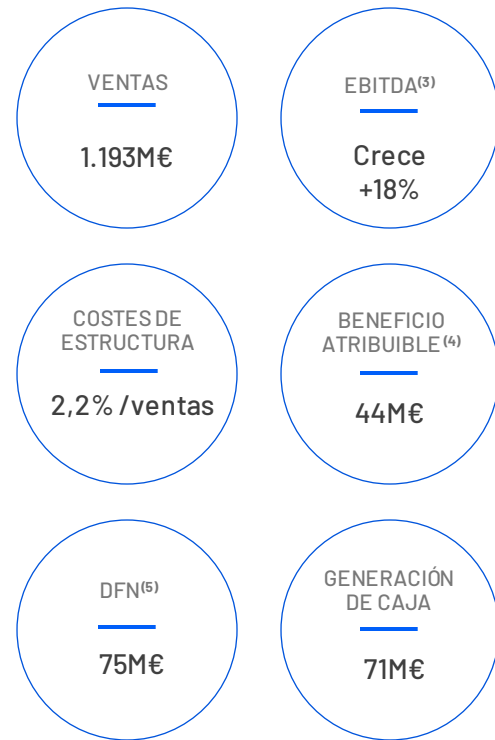 VENTAS
1.193M€
EBITDA(3)
Crece
+18%
COSTES DE
ESTRUCTURA
2,2% /ventas
BENEFICIO
ATRIBUIBLE(4)
44M€
DFN(5)
75M€
GENERACIÓN
DE CAJA
71M€